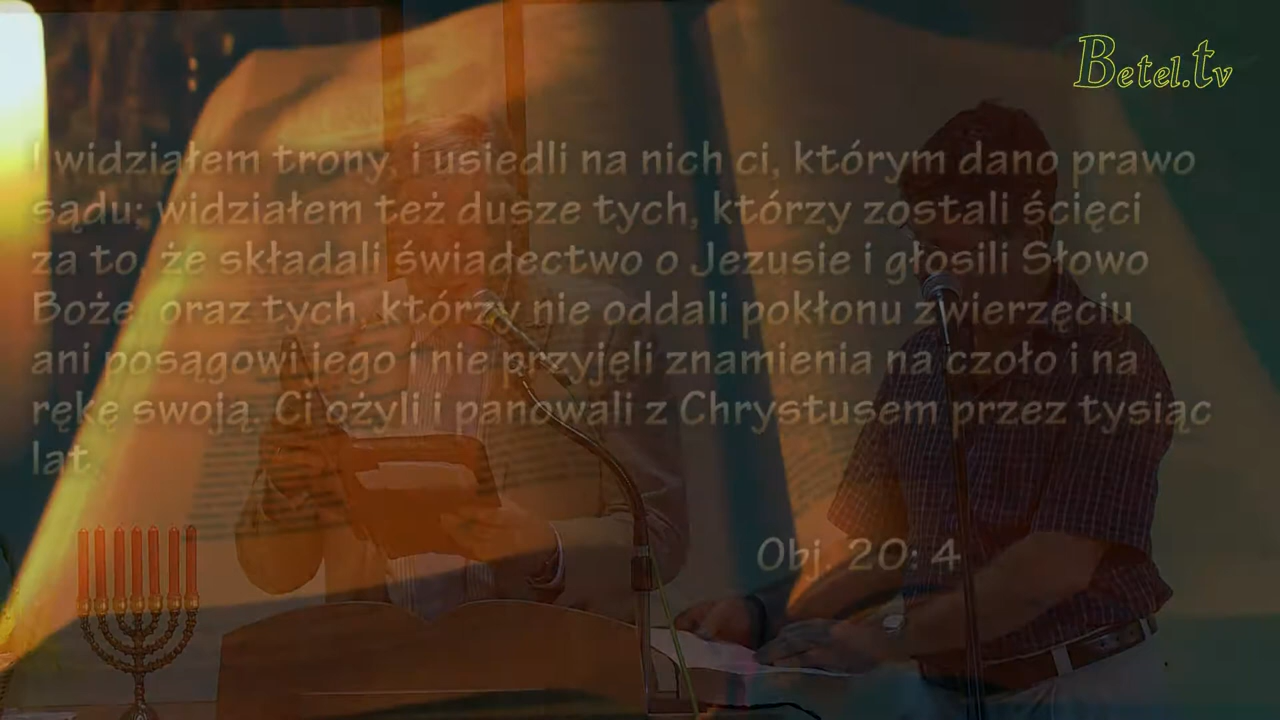 Betel.tv
I widziałem trony, i usiedli na nich ci, którym dano prawo
sądu; widziałem też dusze tych, którzy zostali ścięci
za to, że składali świadectwo o Jezusie i głosili Słowo
Boże, oraz tych, którzy nie oddali pokłonu zwierzęciu
ani posągowi jego i nie przyjęli znamienia na czoło i na
rękę swoją. Ci ożyli i panowali z Chrystusem przez tysiąc
lat.
Obj. 20: 4